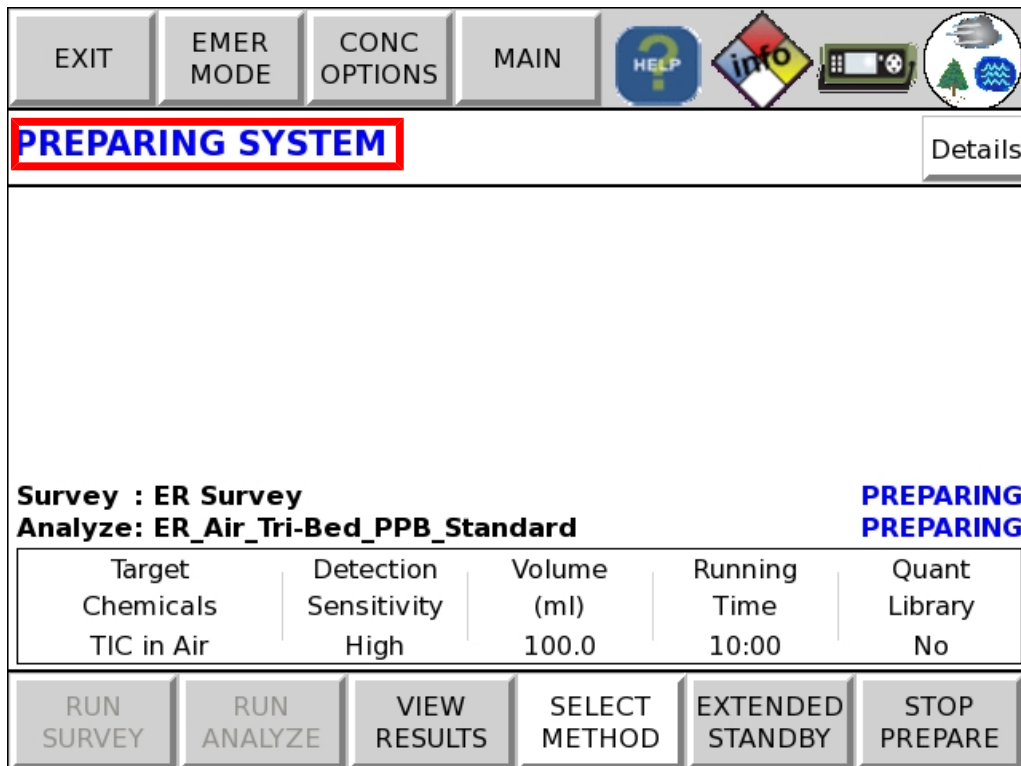 EXIT
EMER
MODE
CONC
OPTIONS
MAIN
HELP
info
PREPARING SYSTEM
Details
Survey : ER Survey PREPARING
Analyze: ER_Air_Tri-Bed_PPB_Standard PREPARING
Target Detection Volume Running Quant
Chemicals Sensitivity (ml) Time Library
TIC in Air High 100.0 10:00 No
RUN
SURVEY
RUN
ANALYZE
VIEW
RESULTS
SELECT
METHOD
EXTENDED
STANDBY
STOP
PREPARE